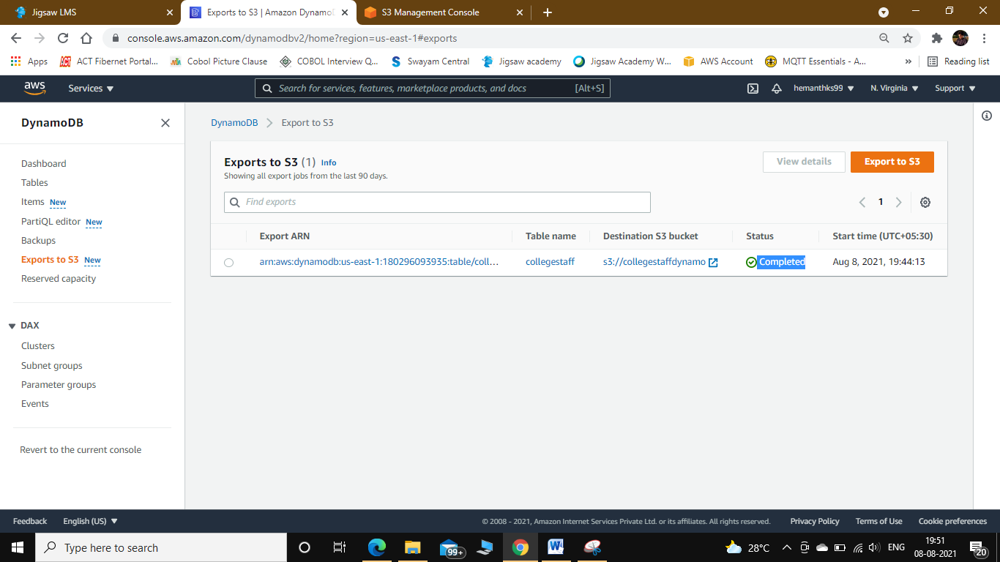 Jigsaw LMS
Exports to S3 | Amazon Dynamo
S3 Management Console
console.aws.amazon.com/dynamodbv2/home?region=us-east-1#exports
Apps
ACT Fibernet Portal...
Cobol Picture Clause
COBOL Interview Q...
Swayam Central
Jigsaw academy
Jigsaw Academy W...
AWS Account
MQTT Essentials - A...
»
Reading list
aws
Services
Search for services, features, marketplace products, and docs
[Alt+S]
hemanthks99
N. Virginia
Support
DynamoDB
Dashboard
Tables
Items New
PartiQL editor New
Backups
Exports to S3 New
Reserved capacity
DAX
Clusters
Subnet groups
Parameter groups
Events
Revert to the current console
DynamoDB > Export to S3
Exports to S3 (1) Info
Showing all export jobs from the last 90 days.
View details
Export to S3
Find exports
1
Export ARN Table name Destination S3 bucket Status Start time (UTC+05:30)
arn:aws:dynamodb:us-east-1:180296093935:table/coll... collegestaff s3://collegestaffdynamo Completed Aug 8, 2021, 19:44:13
Feedback
English (US)
© 2008 - 2021, Amazon Internet Services Private Ltd. or its affiliates. All rights reserved.
Privacy Policy
Terms of Use
Cookie preferences
Type here to search
99+
28°C
ENG
19:51
08-08-2021
20